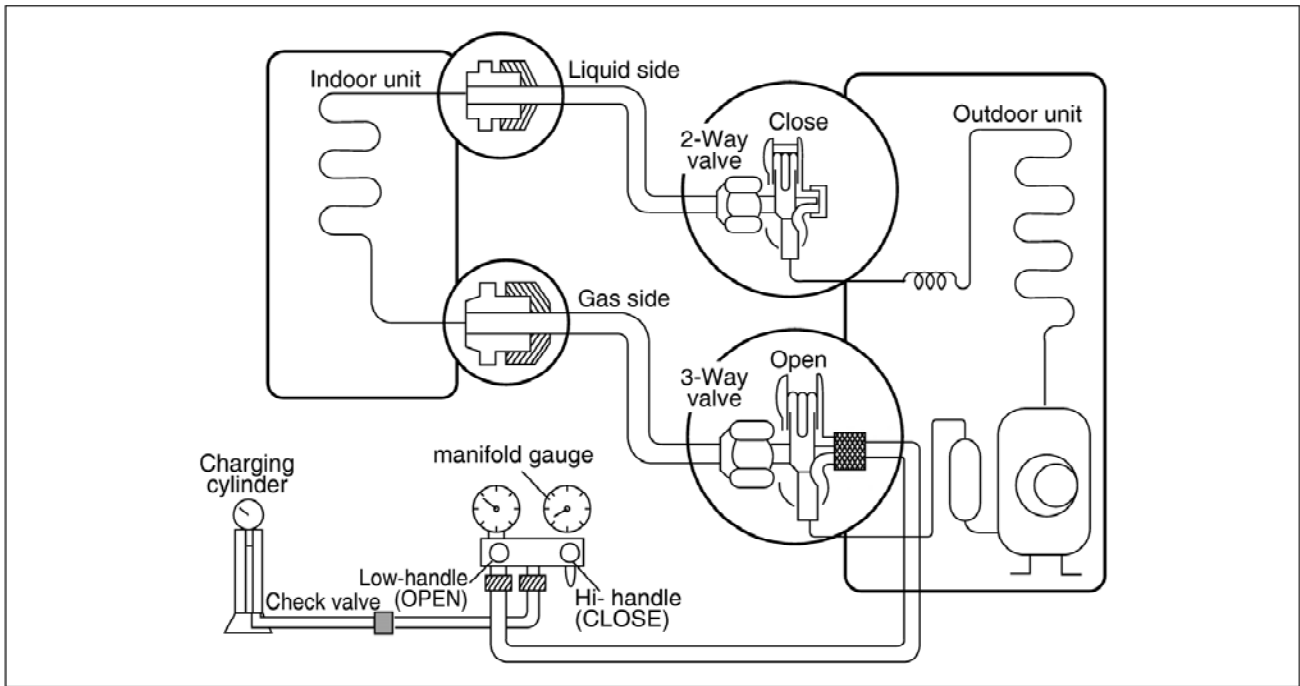 Indoor unit
Liquid side
2-Way
valve
Close
Outdoor unit
Gas side
3-Way
valve
Open
Charging
cylinder
manifold gauge
Low-handle
(OPEN)
Check valve
Hi- handle
(CLOSE)